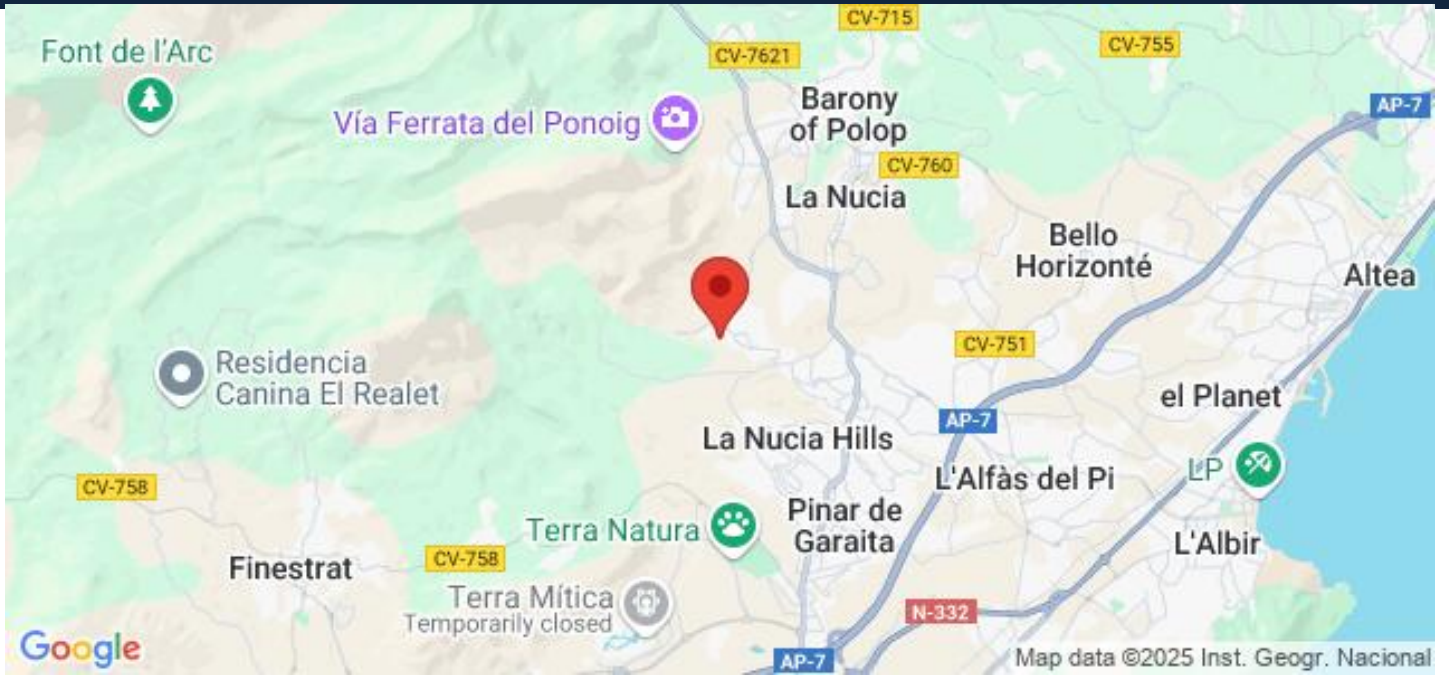 CV-715
Font de l'Arc
CV-7621
CV-755
Barony
of Polop
AP-7
Vía Ferrata del Ponoig
CV-760
La Nucia
Bello
Horizonté
Altea
CV-751
Residencia
Canina El Realet
el Planet
AP-7
La Nucia Hills
L'Alfàs del Pi
LP
CV-758
Pinar de
Garaita
Terra Natura
L'Albir
Finestrat
CV-758
Terra Mítica
Temporarily closed
N-332
Google
AP-7
Map data ©2025 Inst. Geogr. Nacional